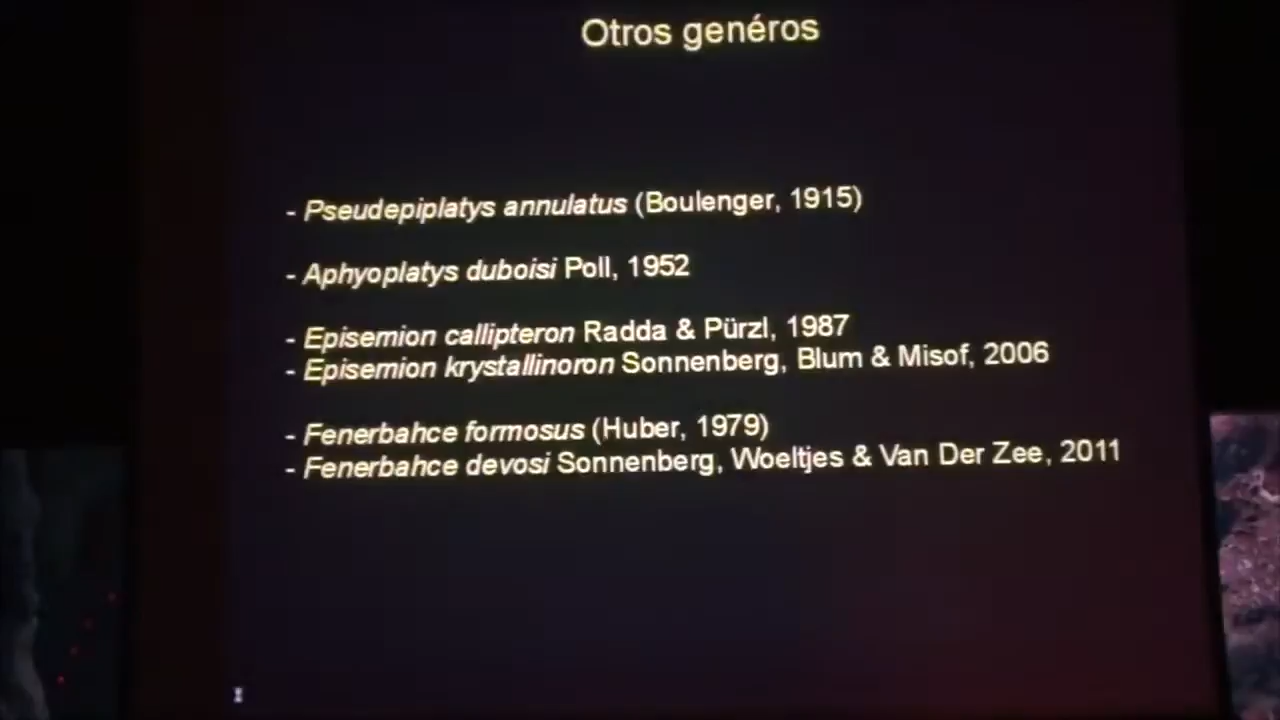 Otros genéros
- Pseudepiplatys annulatus (Boulenger, 1915)
- Aphyoplatys duboisi Poll, 1952
- Episemion callipteron Radda & Pürzl, 1987
- Episemion krystallinoron Sonnenberg, Blum & Misof, 2006
- Fenerbahce formosus (Huber, 1979)
- Fenerbahce devosi Sonnenberg, Woeltjes & Van Der Zee, 2011